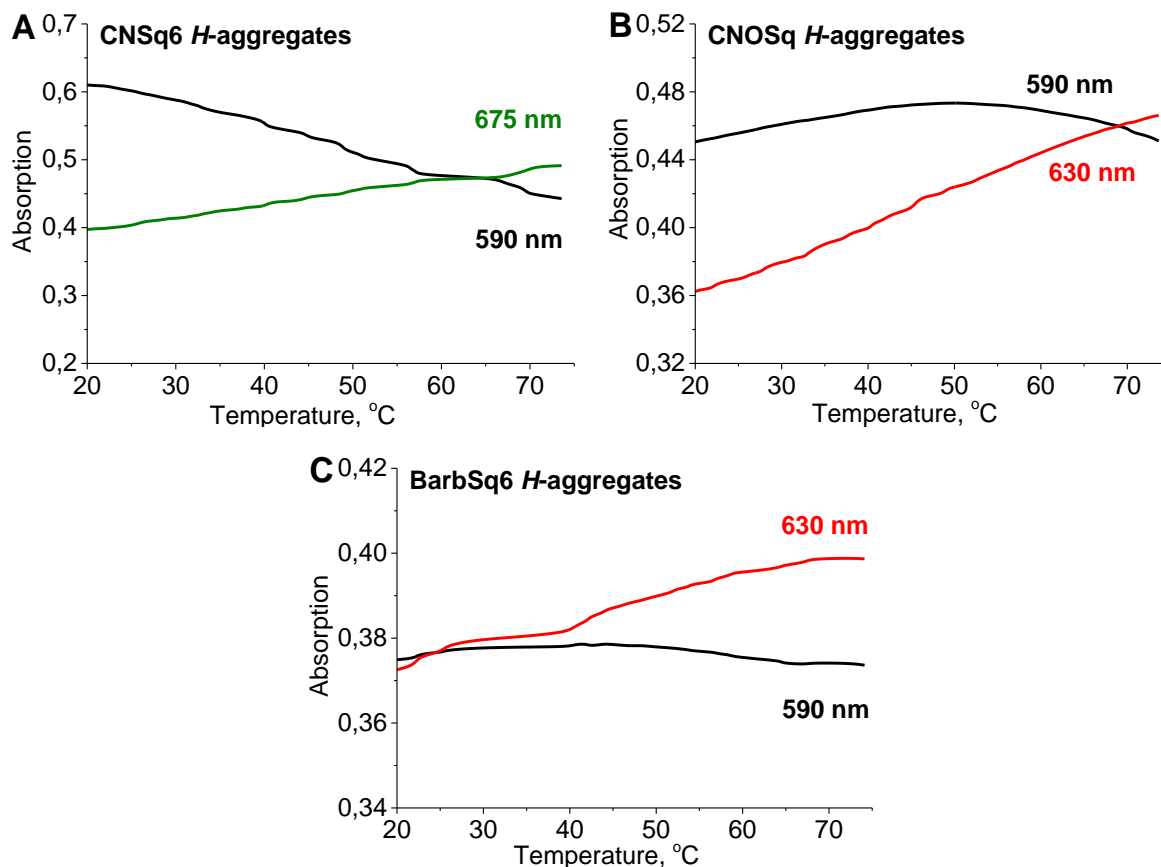 A
CNSq6 H-aggregates
0,7
0,6
0,5
0,4
0,3
0,2
Absorption
675 nm
590 nm
20 30 40 50 60 70
Temperature, °C
B
CNOSq H-aggregates
0,52
0,48
0,44
0,40
0,36
0,32
Absorption
590 nm
630 nm
20 30 40 50 60 70
Temperature, °C
C
BarbSq6 H-aggregates
0,42
0,40
0,38
0,36
0,34
Absorption
630 nm
590 nm
20 30 40 50 60 70
Temperature, °C